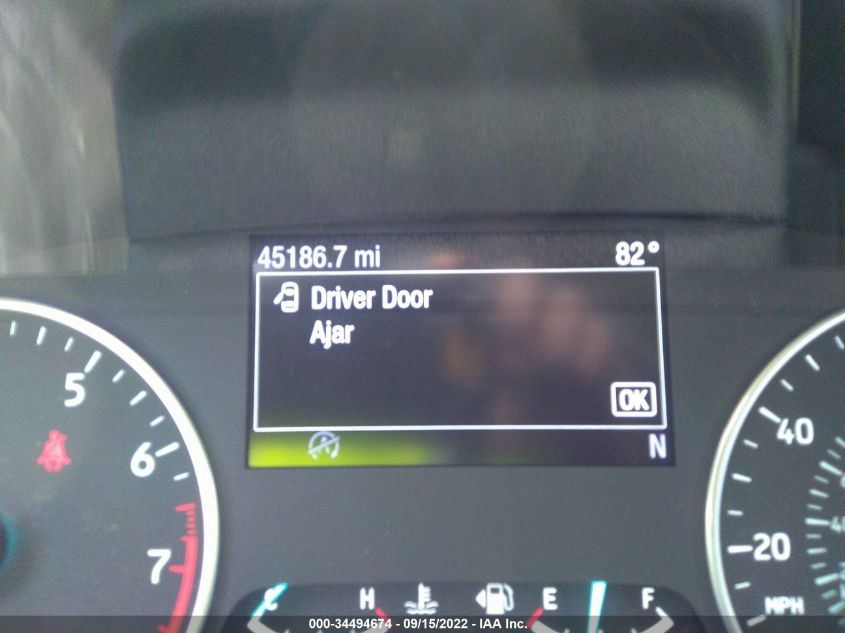 45186.7 mi 82°
Driver Door
Ajar
OK
N
5
6
7
40
20
MPH
C H E F
000-34494674 - 09/15/2022 - IAA Inc.